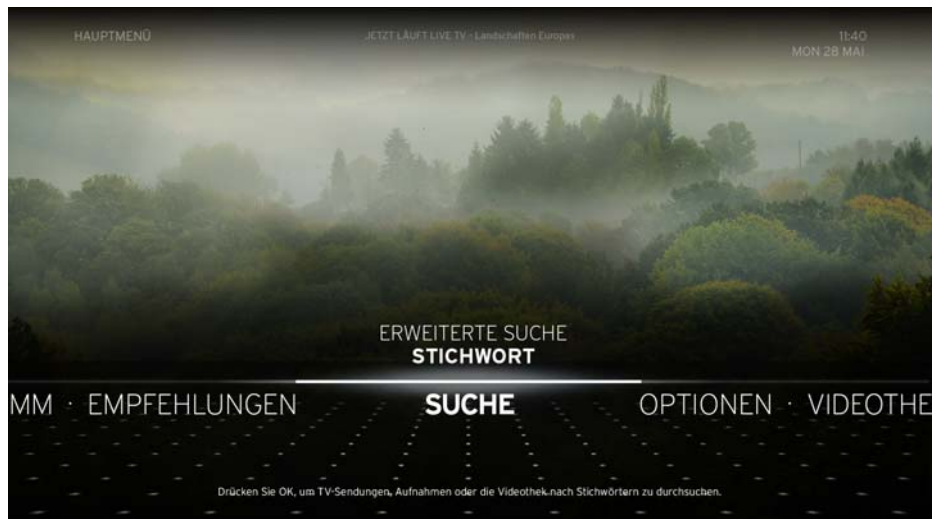 HAUPTMENÜ
JETZT LÄUFT LIVE TV - Landschaften Europas
11:40
MON 28 MAI
ERWEITERTE SUCHE
STICHWORT
MM · EMPFEHLUNGEN SUCHE OPTIONEN · VIDEOTHE
Drücken Sie OK, um TV-Sendungen, Aufnahmen oder die Videothek nach Stichwörtern zu durchsuchen.